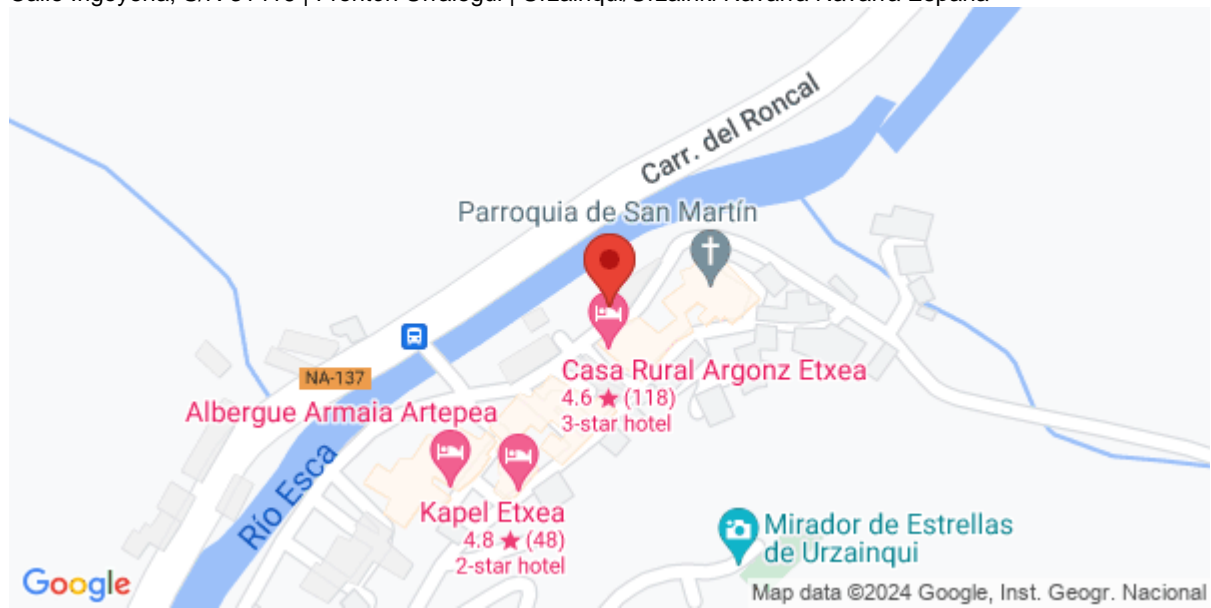 Carr. del Roncal
Parroquia de San Martín
NA-137
Casa Rural Argonz Etxea
4.6 ★ (118)
3-star hotel
Albergue Armaia Artepea
Río Esca
Kapel Etxea
4.8 ★ (48)
2-star hotel
Mirador de Estrellas
de Urzainqui
Google
Map data ©2024 Google, Inst. Geogr. Nacional